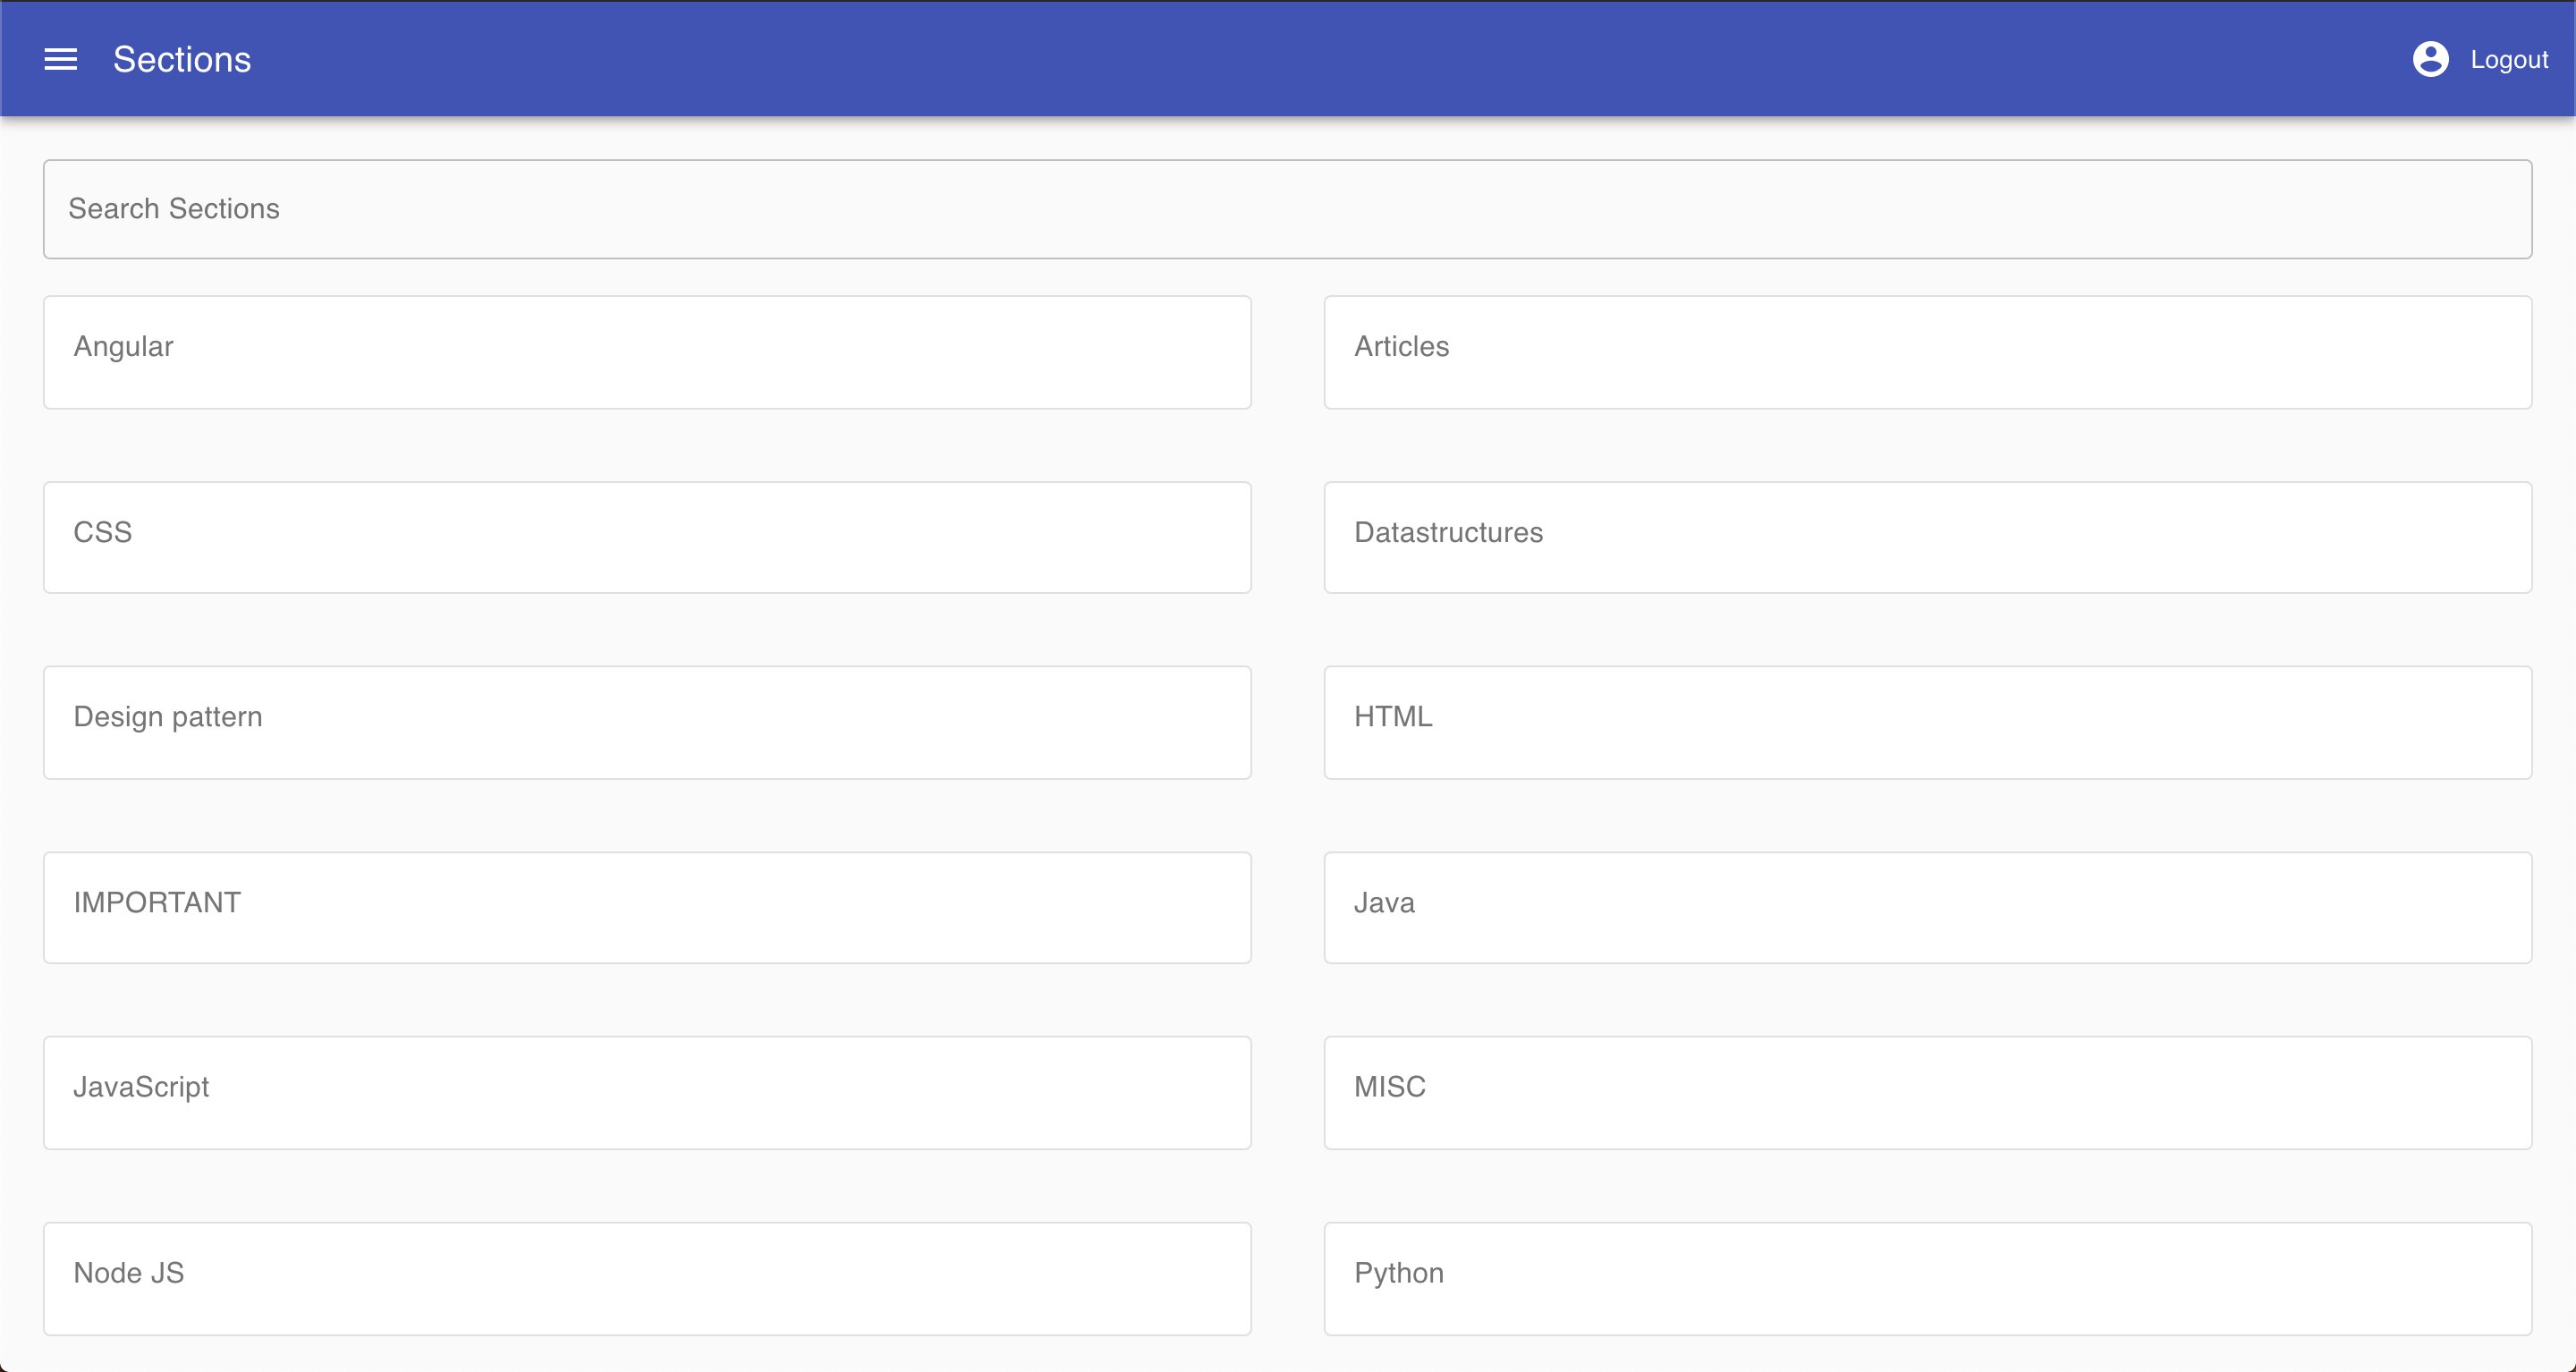 Sections
Logout
Search Sections
Angular
Articles
CSS
Datastructures
Design pattern
HTML
IMPORTANT
Java
JavaScript
MISC
Node JS
Python